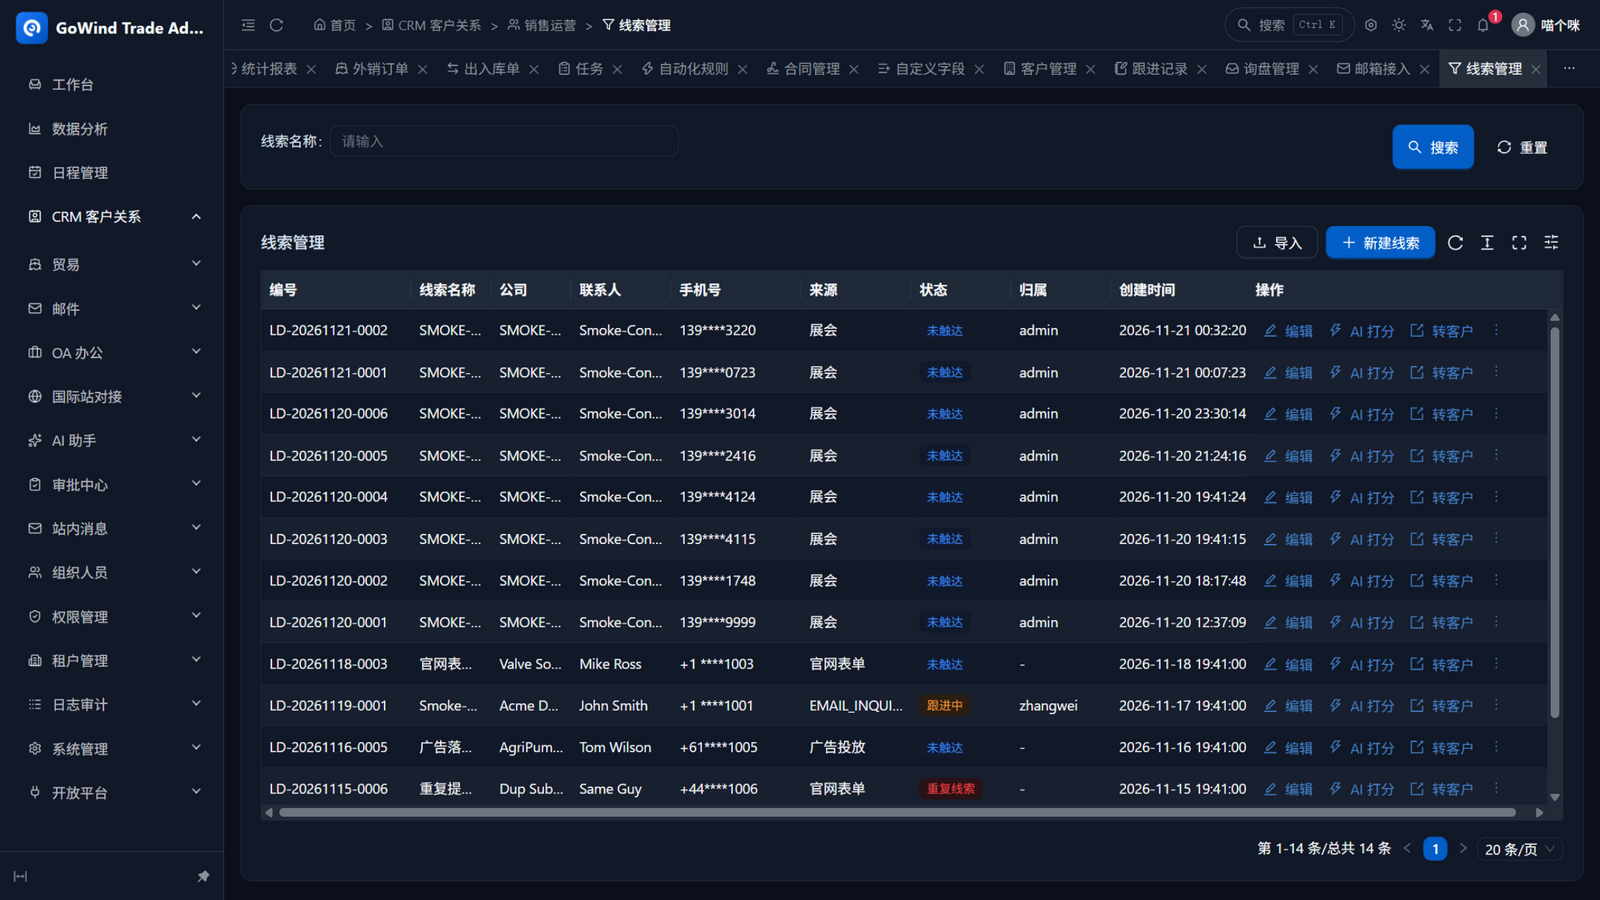 GoWind Trade Ad...
首页 > CRM 客户关系 > 销售运营 > 线索管理
搜索 Ctrl K
1
喵个咪
统计报表 外销订单 出入库单 任务 自动化规则 合同管理 自定义字段 客户管理 跟进记录 询盘管理 邮箱接入 线索管理
工作台
数据分析
日程管理
CRM 客户关系
贸易
邮件
OA 办公
国际站对接
AI 助手
审批中心
站内消息
组织人员
权限管理
租户管理
日志审计
系统管理
开放平台
线索名称: 请输入
搜索 重置
线索管理
导入 新建线索
编号 线索名称 公司 联系人 手机号 来源 状态 归属 创建时间 操作
LD-20261121-0002 SMOKE-... SMOKE-... Smoke-Con... 139****3220 展会 未触达 admin 2026-11-21 00:32:20 编辑 AI 打分 转客户
LD-20261121-0001 SMOKE-... SMOKE-... Smoke-Con... 139****0723 展会 未触达 admin 2026-11-21 00:07:23 编辑 AI 打分 转客户
LD-20261120-0006 SMOKE-... SMOKE-... Smoke-Con... 139****3014 展会 未触达 admin 2026-11-20 23:30:14 编辑 AI 打分 转客户
LD-20261120-0005 SMOKE-... SMOKE-... Smoke-Con... 139****2416 展会 未触达 admin 2026-11-20 21:24:16 编辑 AI 打分 转客户
LD-20261120-0004 SMOKE-... SMOKE-... Smoke-Con... 139****4124 展会 未触达 admin 2026-11-20 19:41:24 编辑 AI 打分 转客户
LD-20261120-0003 SMOKE-... SMOKE-... Smoke-Con... 139****4115 展会 未触达 admin 2026-11-20 19:41:15 编辑 AI 打分 转客户
LD-20261120-0002 SMOKE-... SMOKE-... Smoke-Con... 139****1748 展会 未触达 admin 2026-11-20 18:17:48 编辑 AI 打分 转客户
LD-20261120-0001 SMOKE-... SMOKE-... Smoke-Con... 139****9999 展会 未触达 admin 2026-11-20 12:37:09 编辑 AI 打分 转客户
LD-20261118-0003 官网表... Valve So... Mike Ross +1 ****1003 官网表单 未触达 - 2026-11-18 19:41:00 编辑 AI 打分 转客户
LD-20261119-0001 Smoke-... Acme D... John Smith +1 ****1001 EMAIL_INQUI... 跟进中 zhangwei 2026-11-17 19:41:00 编辑 AI 打分 转客户
LD-20261116-0005 广告落... AgriPum... Tom Wilson +61****1005 广告投放 未触达 - 2026-11-16 19:41:00 编辑 AI 打分 转客户
LD-20261115-0006 重复提... Dup Sub... Same Guy +44****1006 官网表单 重复线索 - 2026-11-15 19:41:00 编辑 AI 打分 转客户
第 1-14 条/总共 14 条 < 1 > 20 条/页